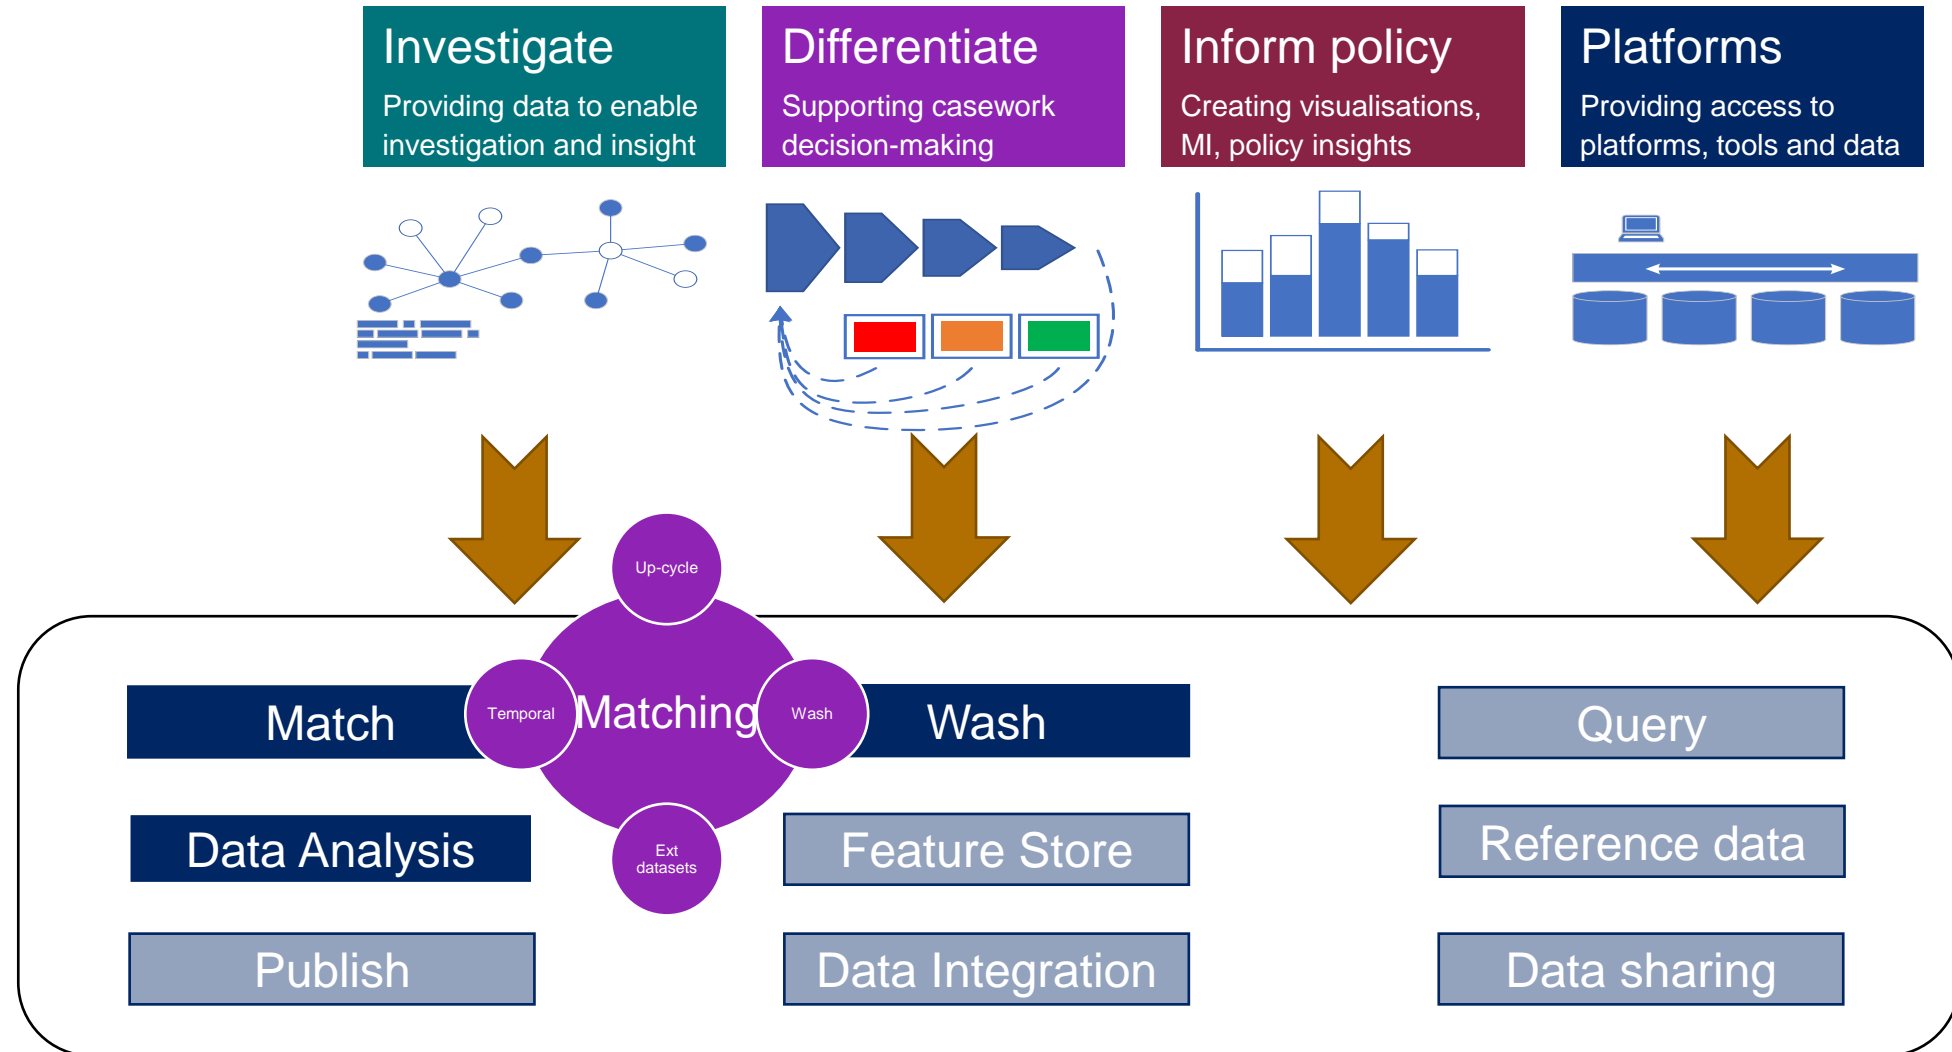 Investigate
Providing data to enable
investigation and insight
Differentiate
Supporting casework
decision-making
Inform policy
Creating visualisations,
MI, policy insights
Platforms
Providing access to
platforms, tools and data
Up-cycle
Match
Temporal
Matching
Wash
Wash
Query
Data Analysis
Ext
datasets
Feature Store
Reference data
Publish
Data Integration
Data sharing